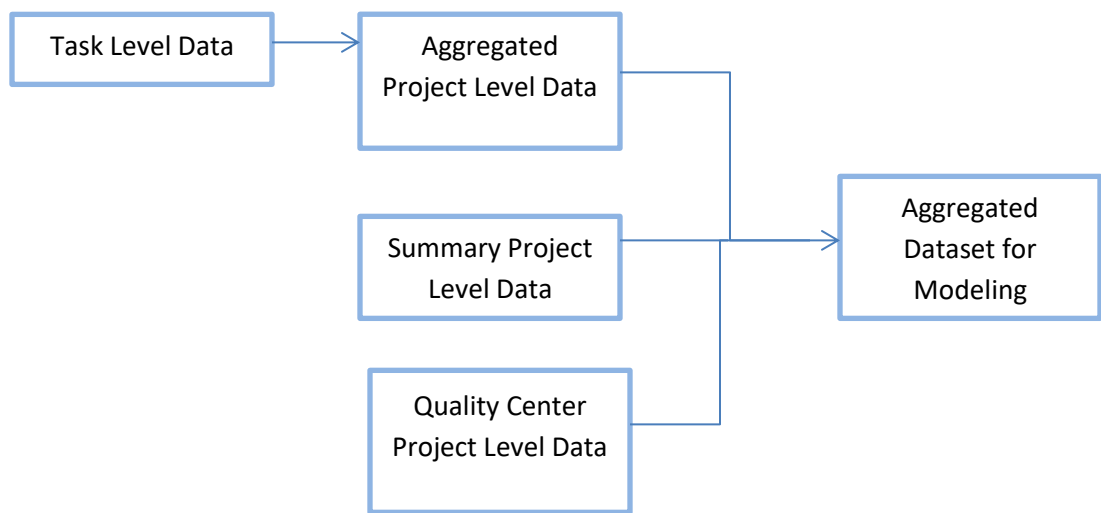 Task Level Data
Aggregated
Project Level Data
Summary Project
Level Data
Quality Center
Project Level Data
Aggregated
Dataset for
Modeling